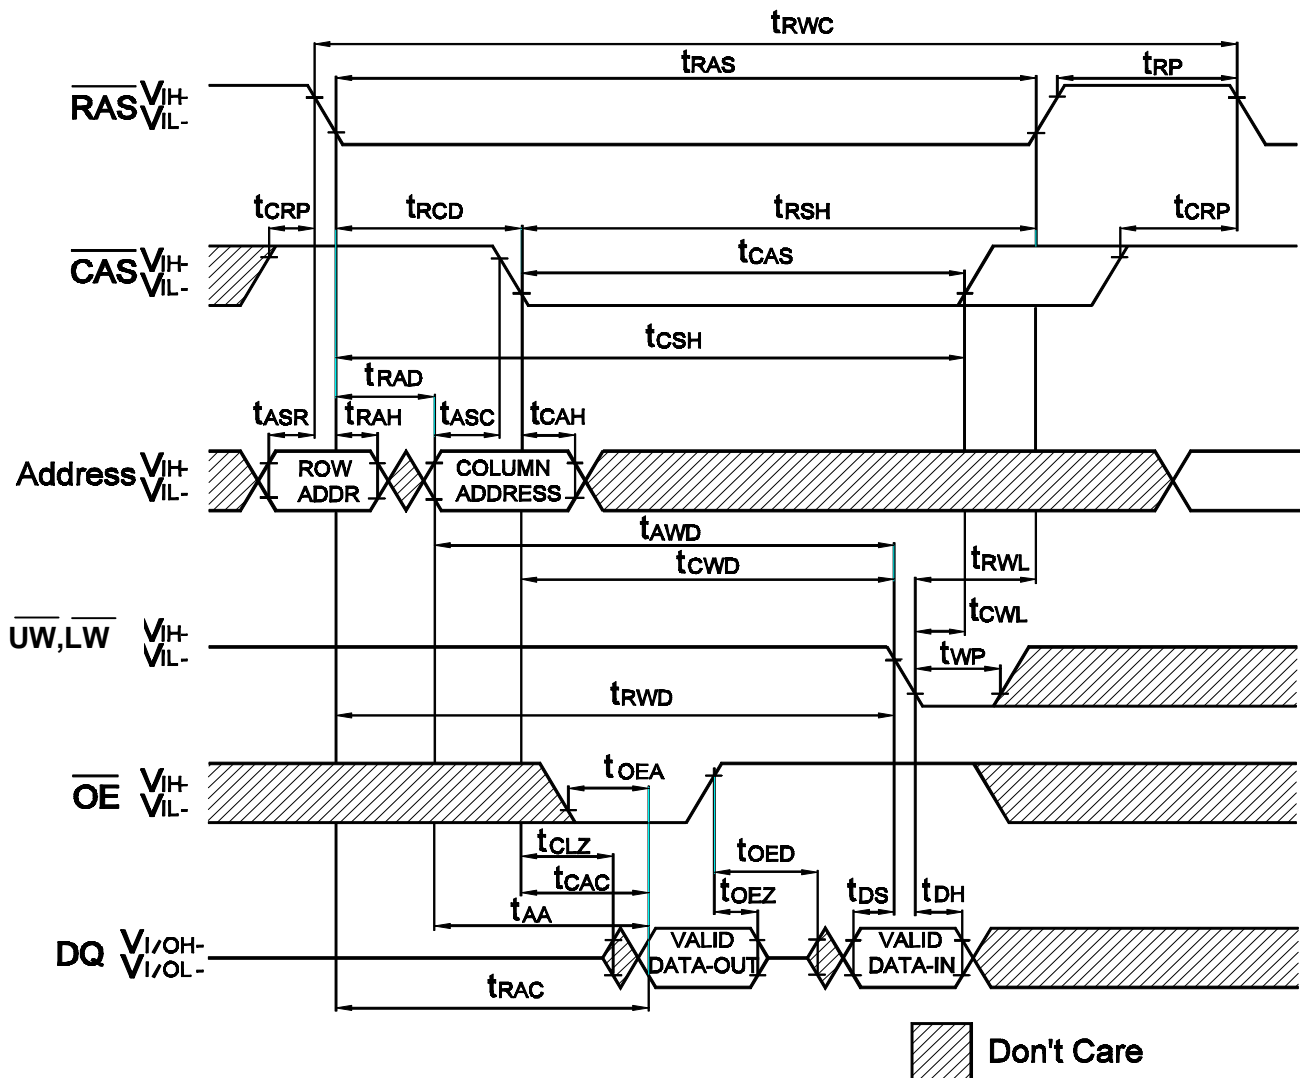 tRWC
tRAS
tRP
RAS VIH-
VIL-
tCRP
tRCD
tRSH
tCRP
CAS VIH-
VIL-
tCAS
tCSH
tRAD
tASR
tRAH
tASC
tCAH
Address VIH-
VIL-
ROW
ADDR
COLUMN
ADDRESS
tAWD
tCWD
tRWL
tCWL
UW,LW VIH-
VIL-
tWP
tRWD
OE VIH-
VIL-
tOEA
tCLZ
tOED
tCAC
tOEZ
tDS
tDH
tAA
DQ VI/OH-
VI/OL-
VALID
DATA-OUT
VALID
DATA-IN
tRAC
Don't Care